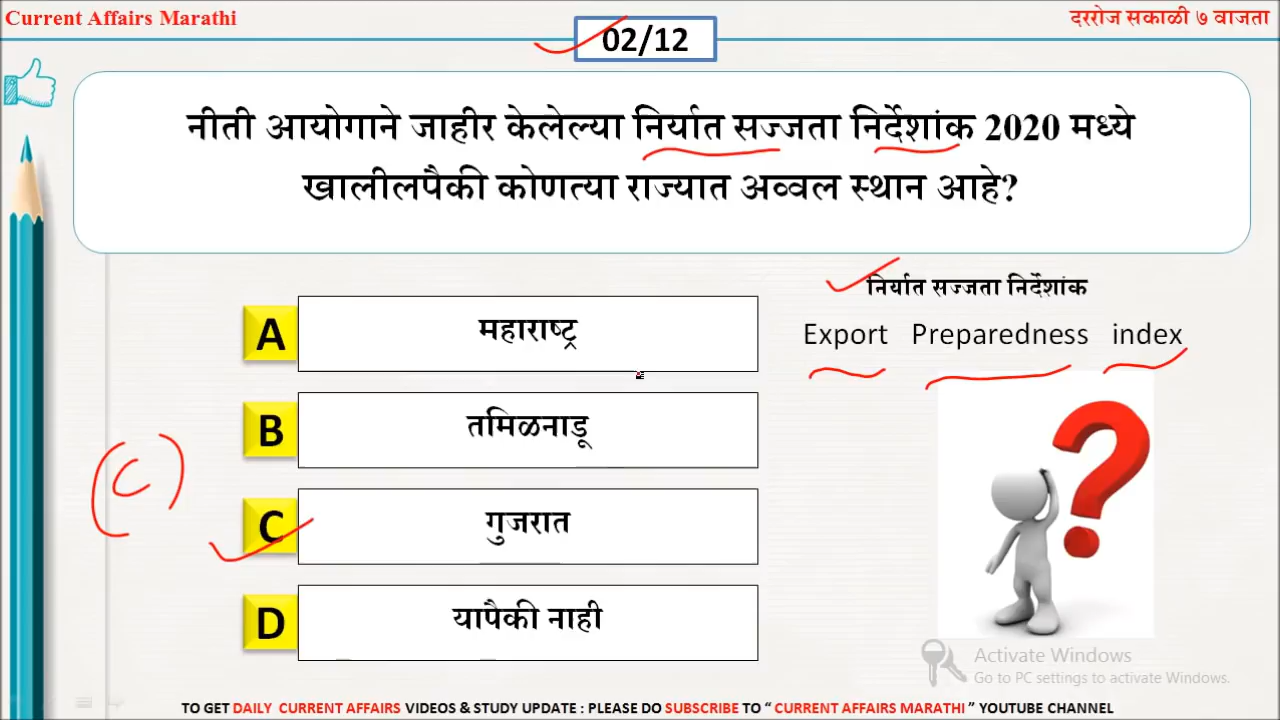 Current Affairs Marathi
दररोज सकाळी ७ वाजता
02/12
नीती आयोगाने जाहीर केलेल्या निर्यात सज्जता निर्देशांक 2020 मध्ये
खालीलपैकी कोणत्या राज्यात अव्वल स्थान आहे?
निर्यात सज्जता निर्देशांक
Export Preparedness index
A महाराष्ट्र
B तमिळनाडू
(C)
C गुजरात
D यापैकी नाही
Activate Windows
Go to PC settings to activate Windows.
TO GET DAILY CURRENT AFFAIRS VIDEOS & STUDY UPDATE : PLEASE DO SUBSCRIBE TO “ CURRENT AFFAIRS MARATHI ” YOUTUBE CHANNEL